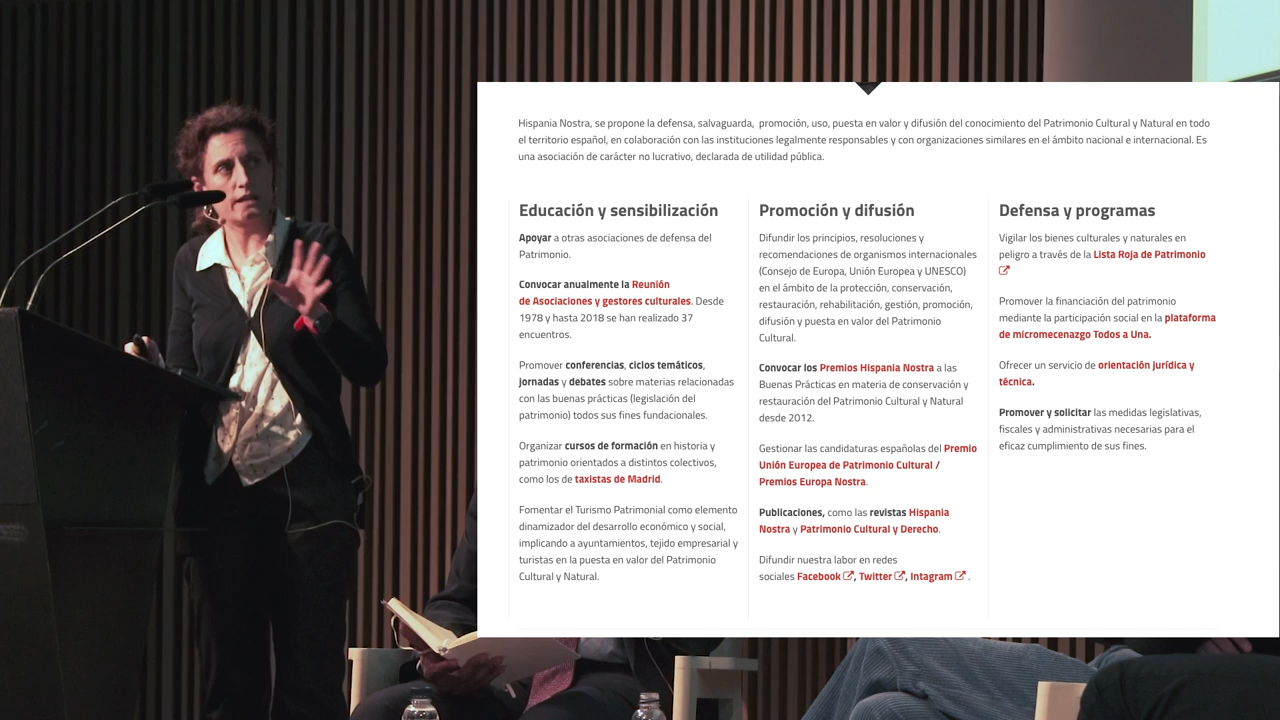 Hispania Nostra, se propone la defensa, salvaguarda, promoción, uso, puesta en valor y difusión del conocimiento del Patrimonio Cultural y Natural en todo
el territorio español, en colaboración con las instituciones legalmente responsables y con organizaciones similares en el ámbito nacional e internacional. Es
una asociación de carácter no lucrativo, declarada de utilidad pública.
Educación y sensibilización
Apoyar a otras asociaciones de defensa del
Patrimonio.
Convocar anualmente la Reunión
de Asociaciones y gestores culturales. Desde
1978 y hasta 2018 se han realizado 37
encuentros.
Promover conferencias, ciclos temáticos,
jornadas y debates sobre materias relacionadas
con las buenas prácticas (legislación del
patrimonio) todos sus fines fundacionales.
Organizar cursos de formación en historia y
patrimonio orientados a distintos colectivos,
como los de taxistas de Madrid.
Fomentar el Turismo Patrimonial como elemento
dinamizador del desarrollo económico y social,
implicando a ayuntamientos, tejido empresarial y
turistas en la puesta en valor del Patrimonio
Cultural y Natural.
Promoción y difusión
Difundir los principios, resoluciones y
recomendaciones de organismos internacionales
(Consejo de Europa, Unión Europea y UNESCO)
en el ámbito de la protección, conservación,
restauración, rehabilitación, gestión, promoción,
difusión y puesta en valor del Patrimonio
Cultural.
Convocar los Premios Hispania Nostra a las
Buenas Prácticas en materia de conservación y
restauración del Patrimonio Cultural y Natural
desde 2012.
Gestionar las candidaturas españolas del Premio
Unión Europea de Patrimonio Cultural /
Premios Europa Nostra.
Publicaciones, como las revistas Hispania
Nostra y Patrimonio Cultural y Derecho.
Difundir nuestra labor en redes
sociales Facebook, Twitter, Intagram .
Defensa y programas
Vigilar los bienes culturales y naturales en
peligro a través de la Lista Roja de Patrimonio
Promover la financiación del patrimonio
mediante la participación social en la plataforma
de micromecenazgo Todos a Una.
Ofrecer un servicio de orientación jurídica y
técnica.
Promover y solicitar las medidas legislativas,
fiscales y administrativas necesarias para el
eficaz cumplimiento de sus fines.